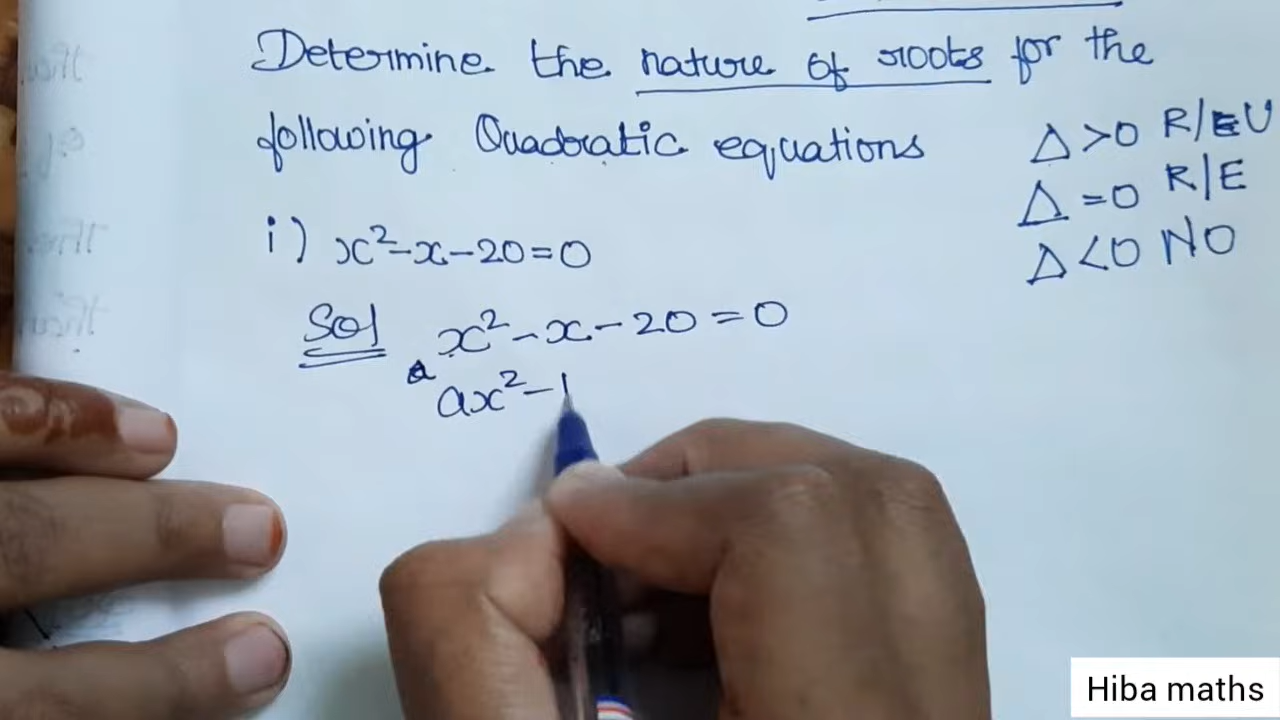 Determine the nature of roots for the
following Quadratic equations
i) x²-x-20=0
Sol x²-x-20=0
a
ax²-
Δ>0 R/EU
Δ=0 R/E
Δ<0 NO
Hiba maths